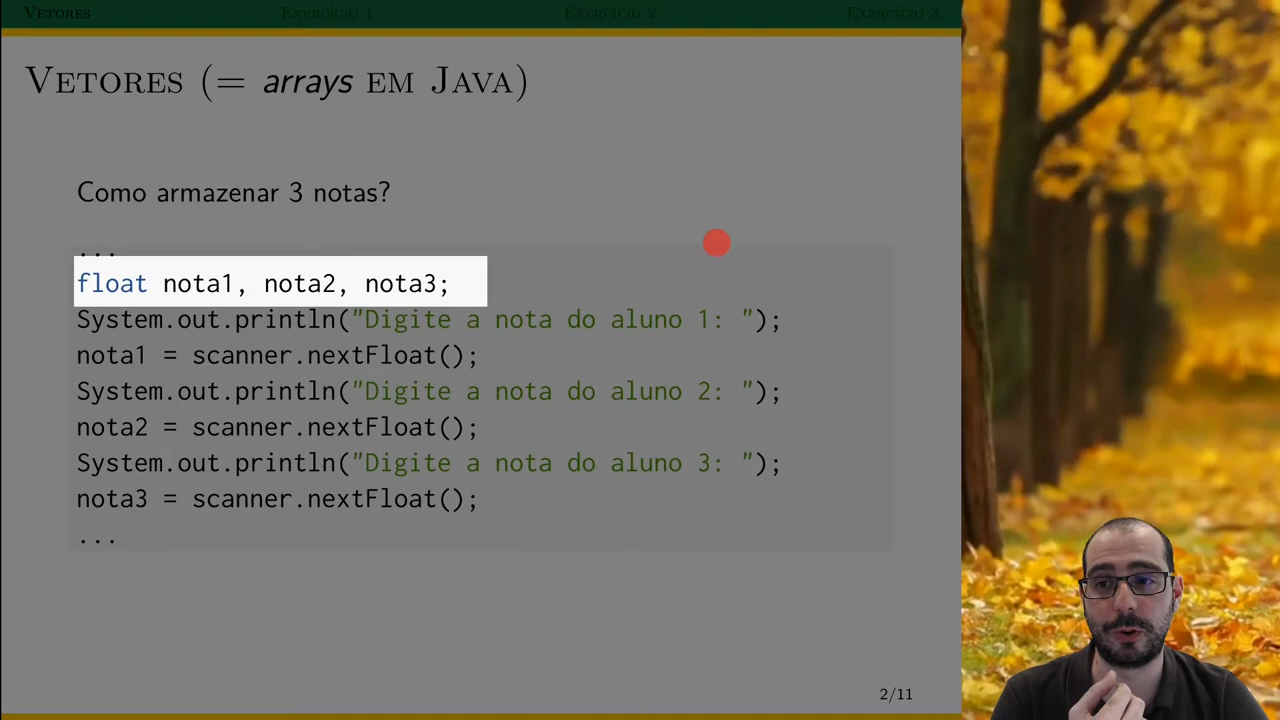 Vetores Exercício 1 Exercício 2 Exercício 3
Vetores (= arrays em Java)
Como armazenar 3 notas?
...
float nota1, nota2, nota3;
System.out.println("Digite a nota do aluno 1: ");
nota1 = scanner.nextFloat();
System.out.println("Digite a nota do aluno 2: ");
nota2 = scanner.nextFloat();
System.out.println("Digite a nota do aluno 3: ");
nota3 = scanner.nextFloat();
...
2/11